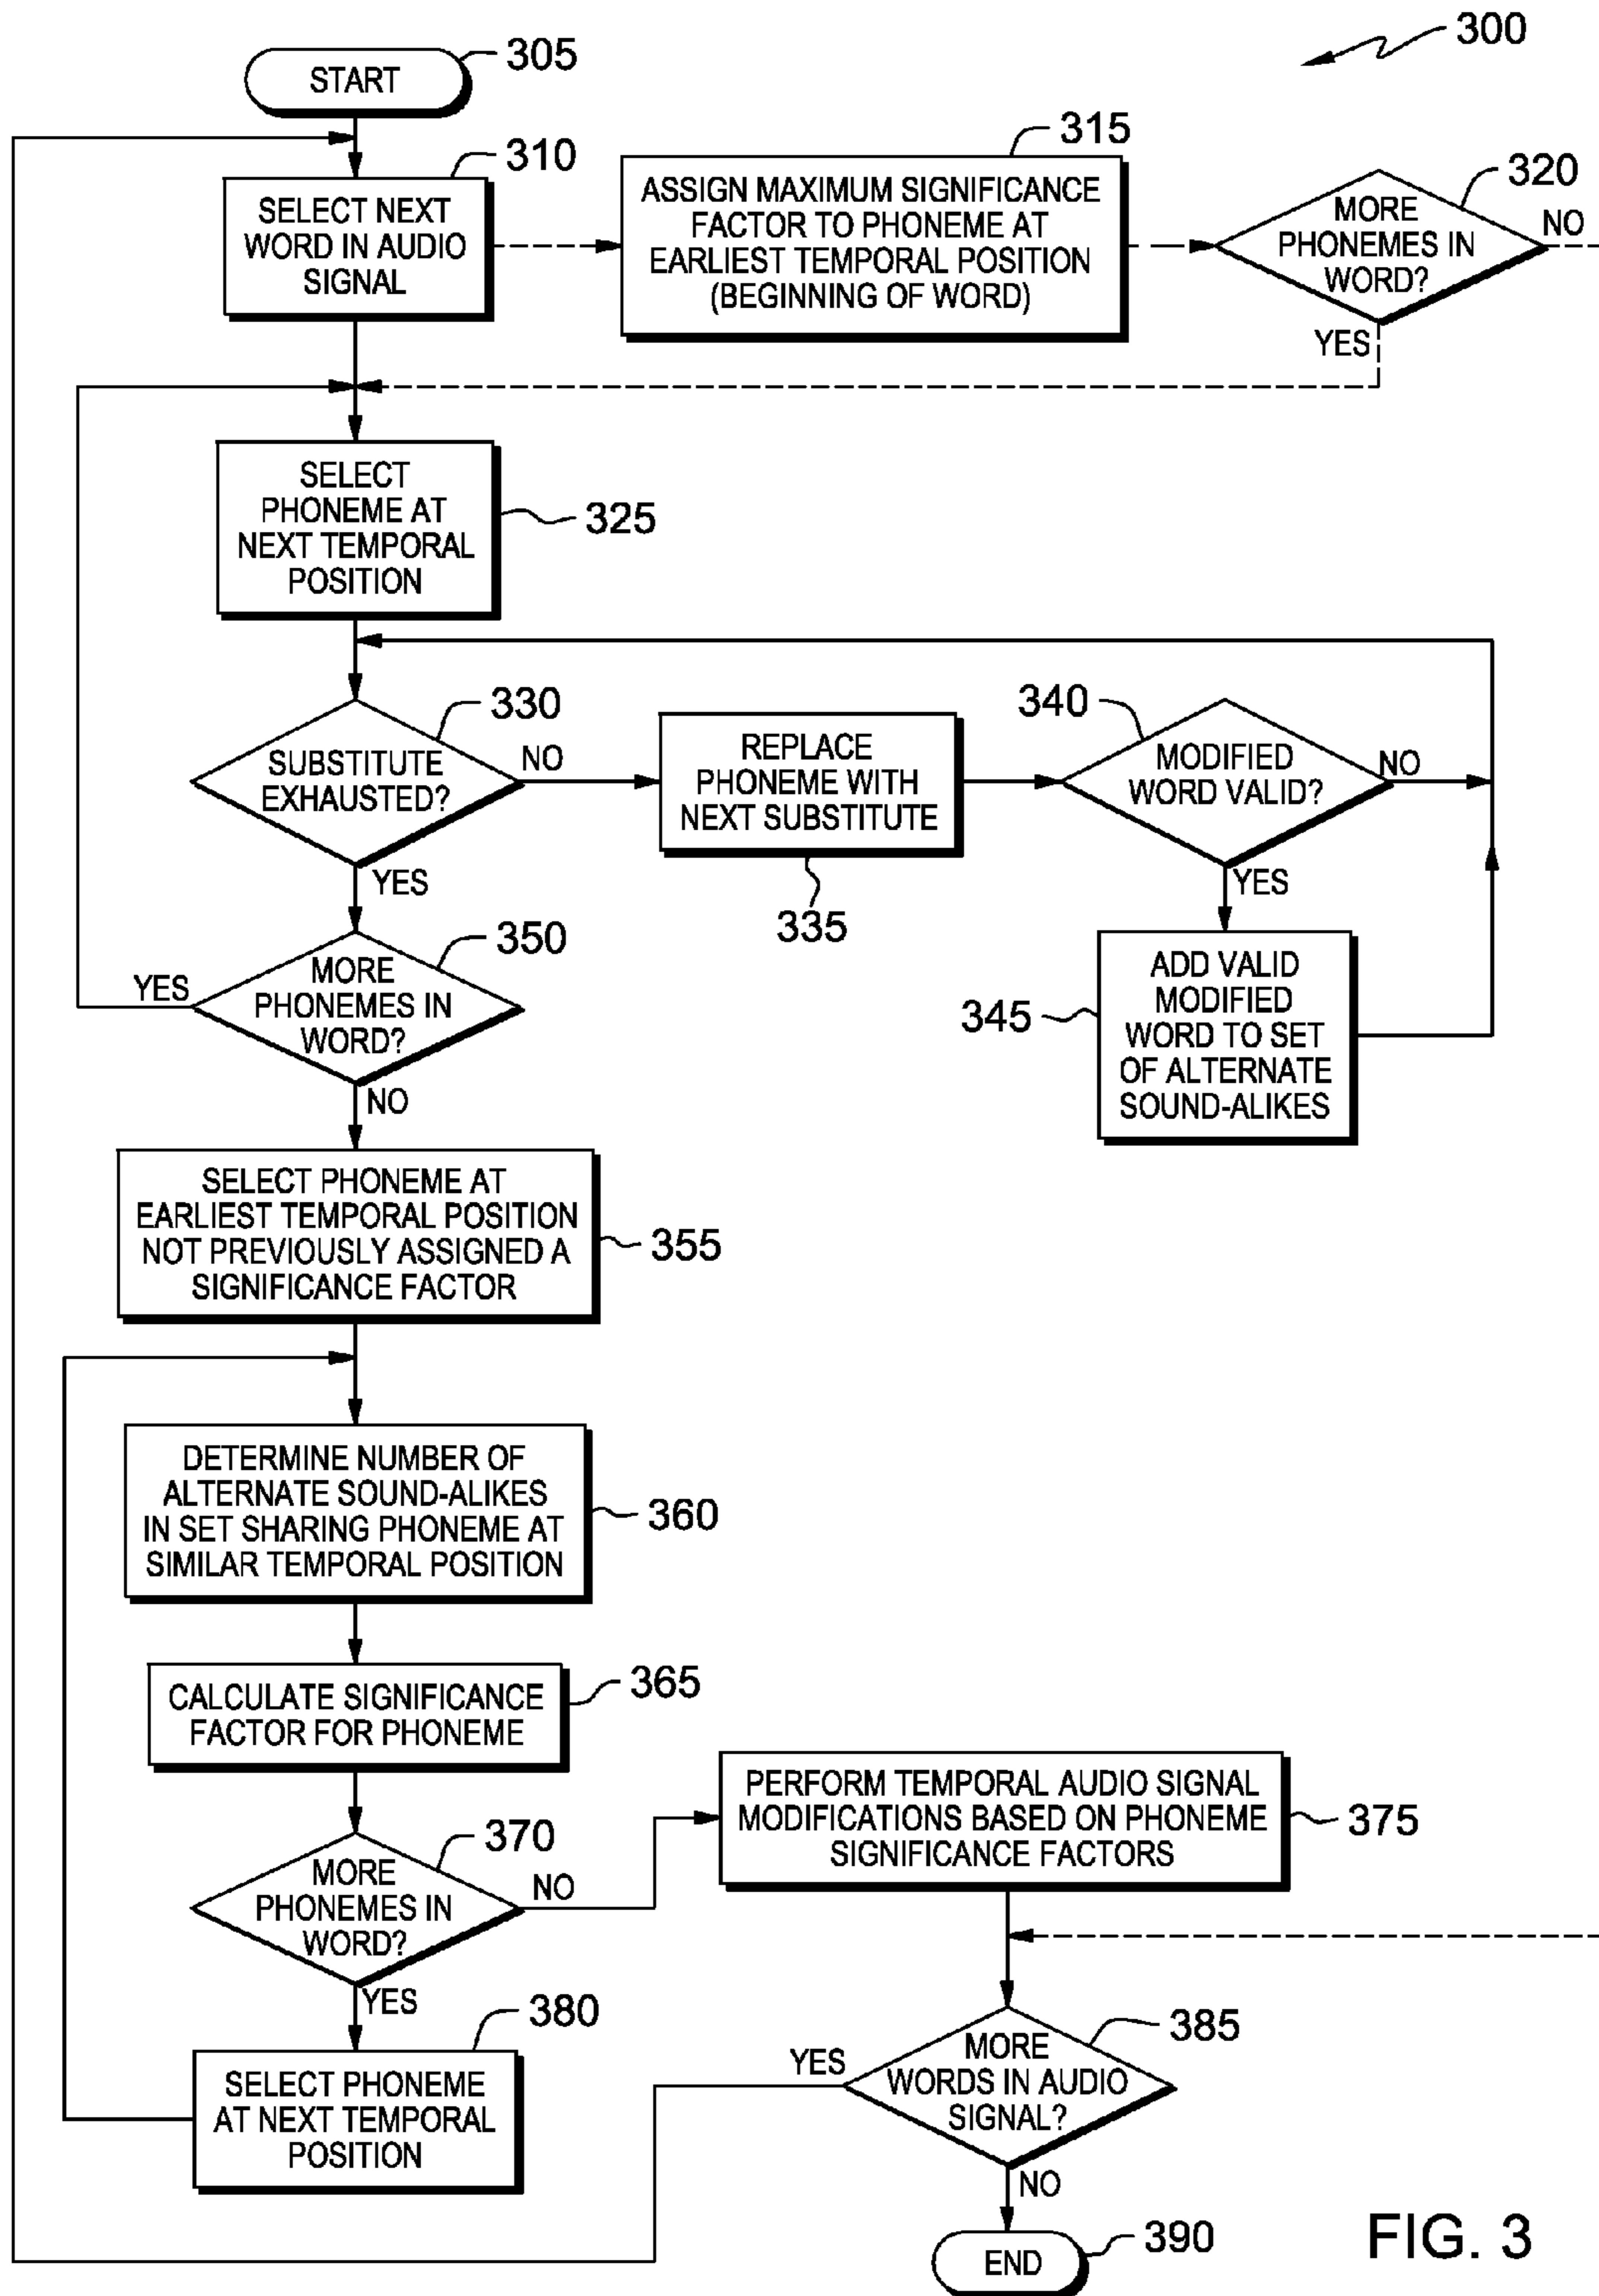 300
START
305
SELECT NEXT
WORD IN AUDIO
SIGNAL
310
ASSIGN MAXIMUM SIGNIFICANCE
FACTOR TO PHONEME AT
EARLIEST TEMPORAL POSITION
(BEGINNING OF WORD)
315
MORE
PHONEMES IN
WORD?
320
NO
YES
SELECT
PHONEME AT
NEXT TEMPORAL
POSITION
325
SUBSTITUTE
EXHAUSTED?
330
NO
YES
REPLACE
PHONEME WITH
NEXT SUBSTITUTE
335
MODIFIED
WORD VALID?
340
NO
YES
ADD VALID
MODIFIED
WORD TO SET
OF ALTERNATE
SOUND-ALIKES
345
MORE
PHONEMES IN
WORD?
350
YES
NO
SELECT PHONEME AT
EARLIEST TEMPORAL POSITION
NOT PREVIOUSLY ASSIGNED A
SIGNIFICANCE FACTOR
355
DETERMINE NUMBER OF
ALTERNATE SOUND-ALIKES
IN SET SHARING PHONEME AT
SIMILAR TEMPORAL POSITION
360
CALCULATE SIGNIFICANCE
FACTOR FOR PHONEME
365
MORE
PHONEMES IN
WORD?
370
NO
YES
PERFORM TEMPORAL AUDIO SIGNAL
MODIFICATIONS BASED ON PHONEME
SIGNIFICANCE FACTORS
375
SELECT PHONEME
AT NEXT TEMPORAL
POSITION
380
MORE
WORDS IN AUDIO
SIGNAL?
385
YES
NO
END
390
FIG. 3